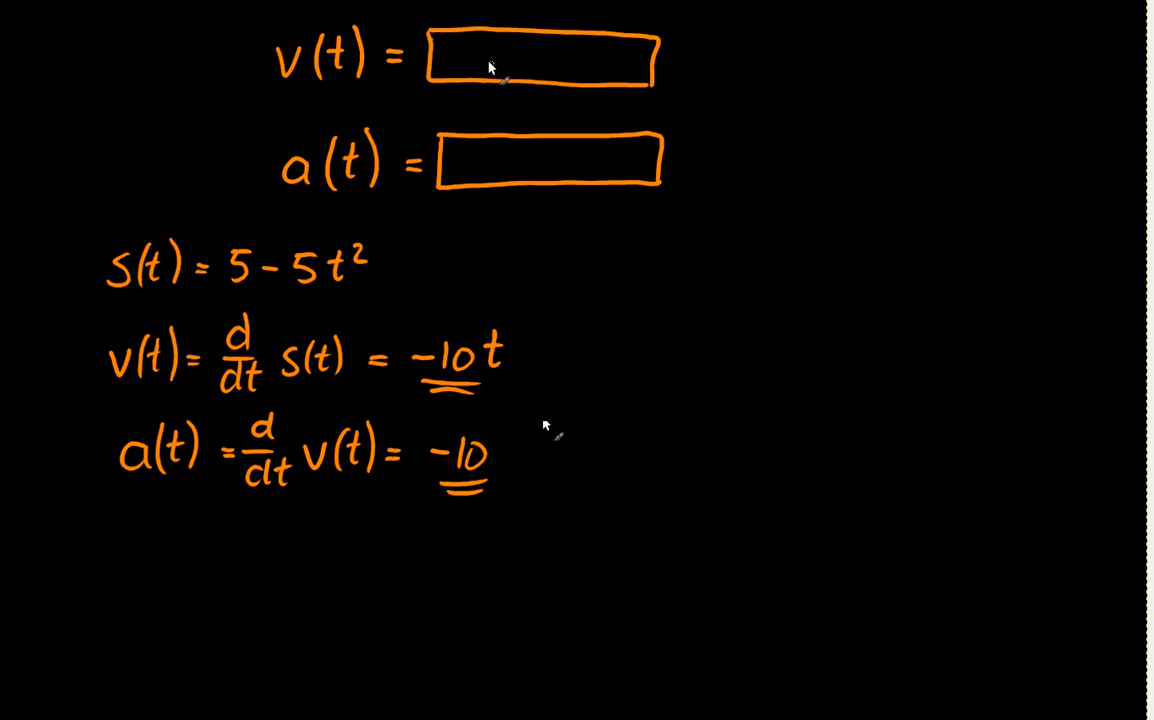 v(t) =
a(t) =
s(t) = 5 - 5t²
v(t) = d/dt s(t) = -10t
a(t) = d/dt v(t) = -10